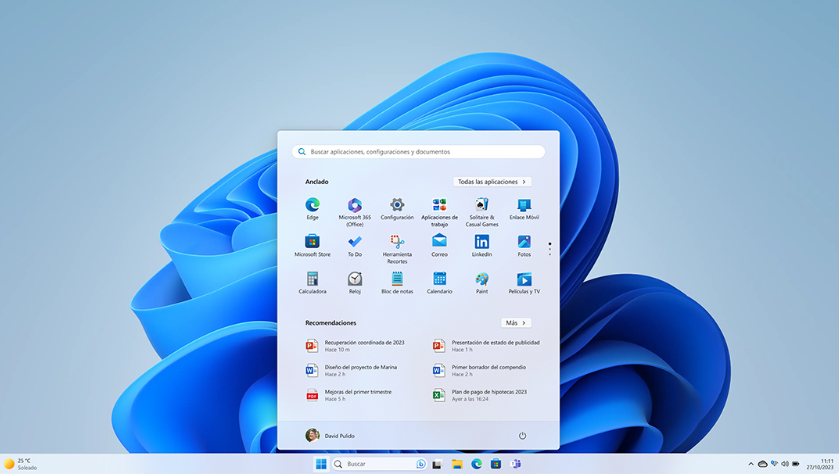 Buscar aplicaciones, configuraciones y documentos
Anclado
Todas las aplicaciones
Edge
Microsoft 365
(Office)
Configuración
Aplicaciones de
trabajo
Solitaire &
Casual Games
Enlace Móvil
Microsoft Store
To Do
Herramienta
Recortes
Correo
LinkedIn
Fotos
Calculadora
Reloj
Bloc de notas
Calendario
Paint
Películas y TV
Recomendaciones
Más
Recuperación coordinada de 2023
Hace 10 m
Presentación de estado de publicidad
Hace 1 h
Diseño del proyecto de Marina
Hace 2 h
Primer borrador del compendio
Hace 2 h
Mejoras del primer trimestre
Hace 5 h
Plan de pago de hipotecas 2023
Ayer a las 16:24
David Pulido
25 °C
Soleado
Buscar
11:11
27/10/2023